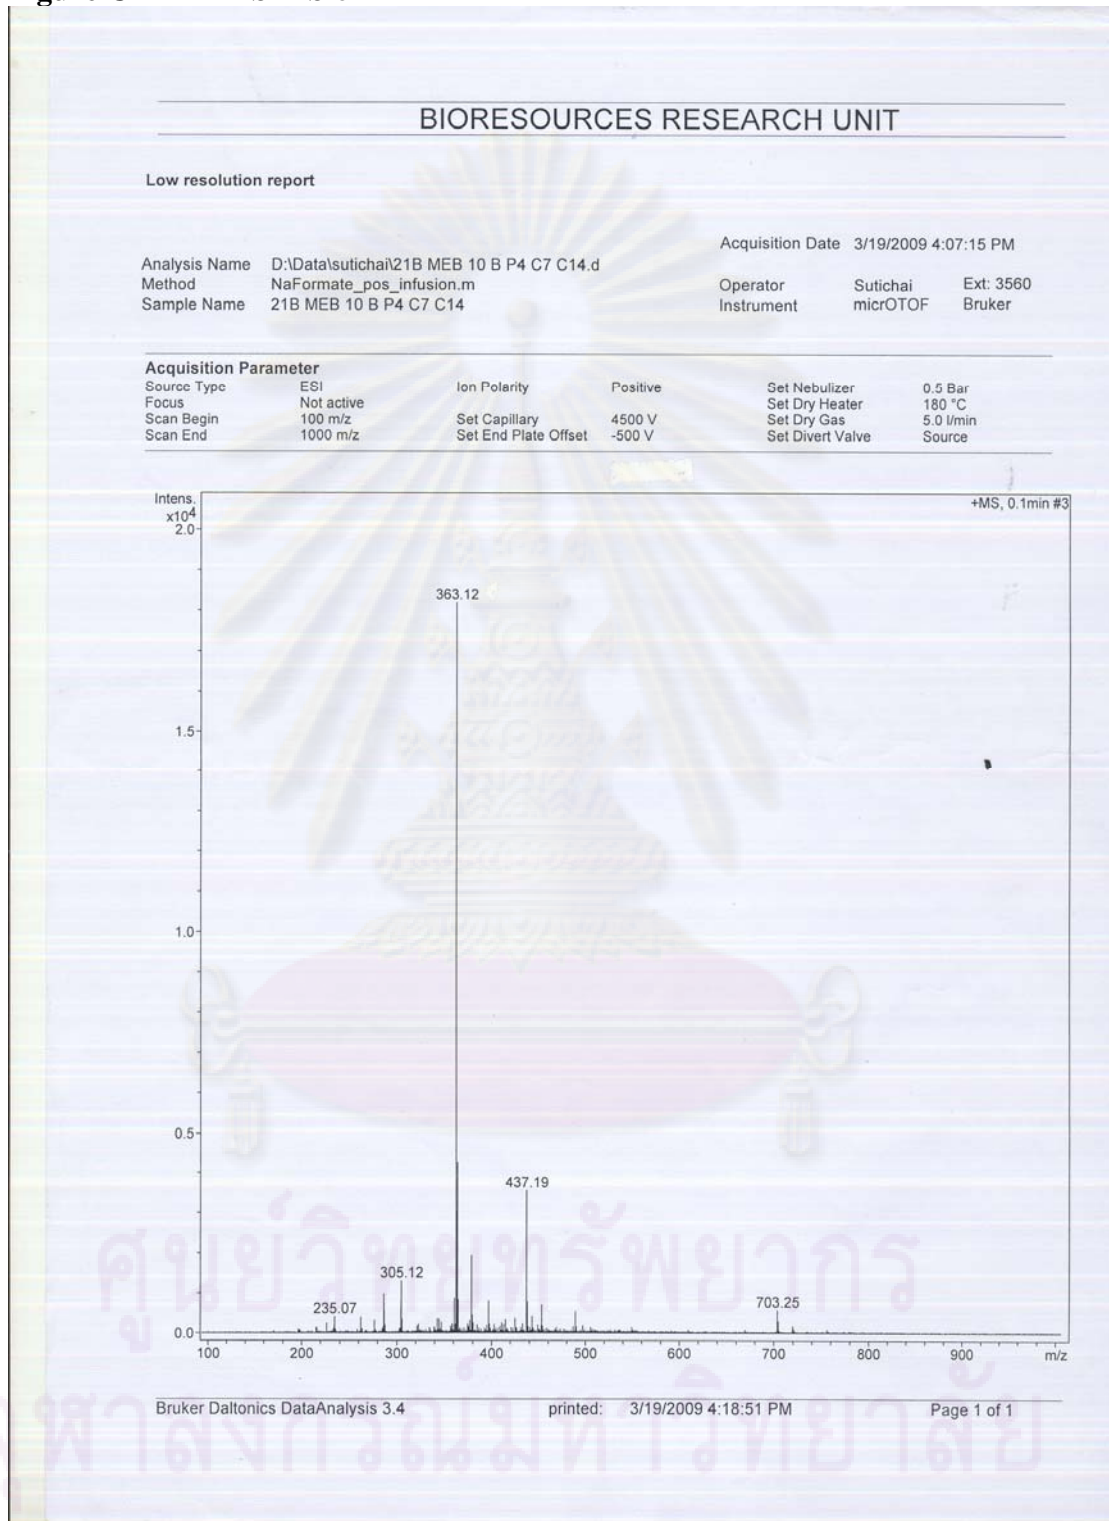 BIORESOURCES RESEARCH UNIT
Low resolution report
Acquisition Date 3/19/2009 4:07:15 PM
Analysis Name D:\Data\sutichai\21B MEB 10 B P4 C7 C14.d
Method NaFormate_pos_infusion.m Operator Sutichai Ext: 3560
Sample Name 21B MEB 10 B P4 C7 C14 Instrument micrOTOF Bruker
Acquisition Parameter
Source Type ESI Ion Polarity Positive Set Nebulizer 0.5 Bar
Focus Not active Set Dry Heater 180 °C
Scan Begin 100 m/z Set Capillary 4500 V Set Dry Gas 5.0 l/min
Scan End 1000 m/z Set End Plate Offset -500 V Set Divert Valve Source
Intens.
x104
+MS, 0.1min #3
2.0
363.12
1.5
1.0
0.5
437.19
305.12
235.07
703.25
0.0
100 200 300 400 500 600 700 800 900 m/z
Bruker Daltonics DataAnalysis 3.4 printed: 3/19/2009 4:18:51 PM Page 1 of 1
ศูนย์วิทยทรัพยากร
จุฬาลงกรณ์มหาวิทยาลัย